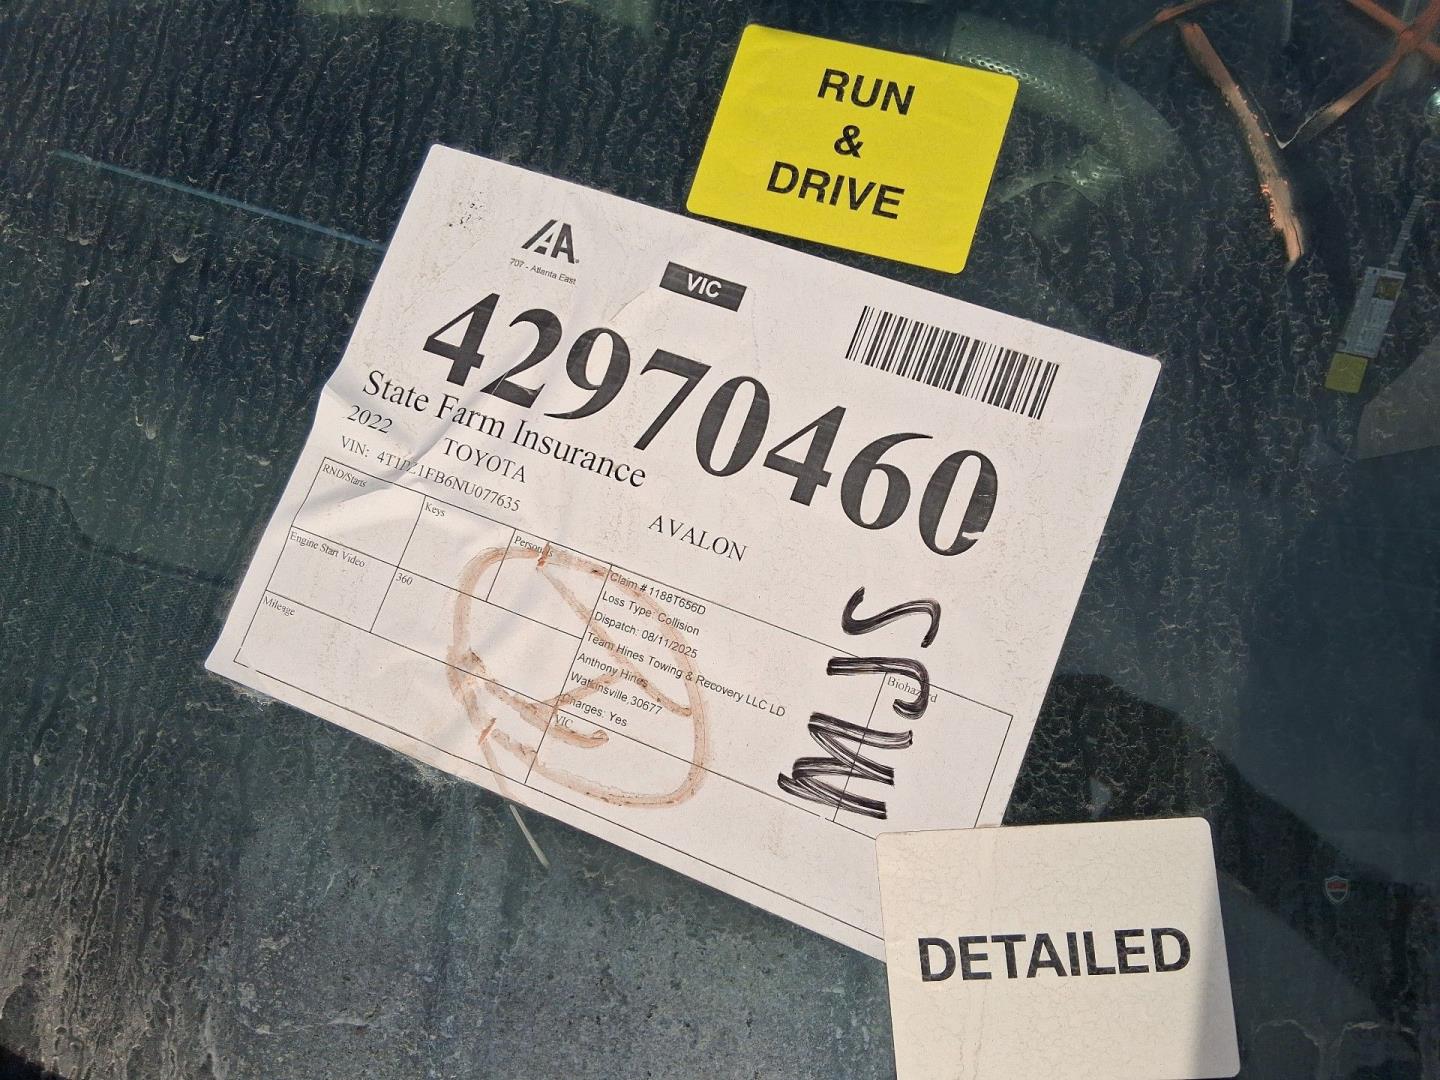 RUN
&
DRIVE
IAA
707 - Atlanta East
VIC
42970460
State Farm Insurance
2022 TOYOTA AVALON
VIN: 4T1DZ1FB6NU077635
RND/Starts
Keys
Personals
Engine Start Video
360
Mileage
Claim # 1188T656D
Loss Type: Collision
Dispatch: 08/11/2025
Team Hines Towing & Recovery LLC LD
Anthony Hines
Watkinsville,30677
Charges: Yes
VIC
Biohazard
DETAILED